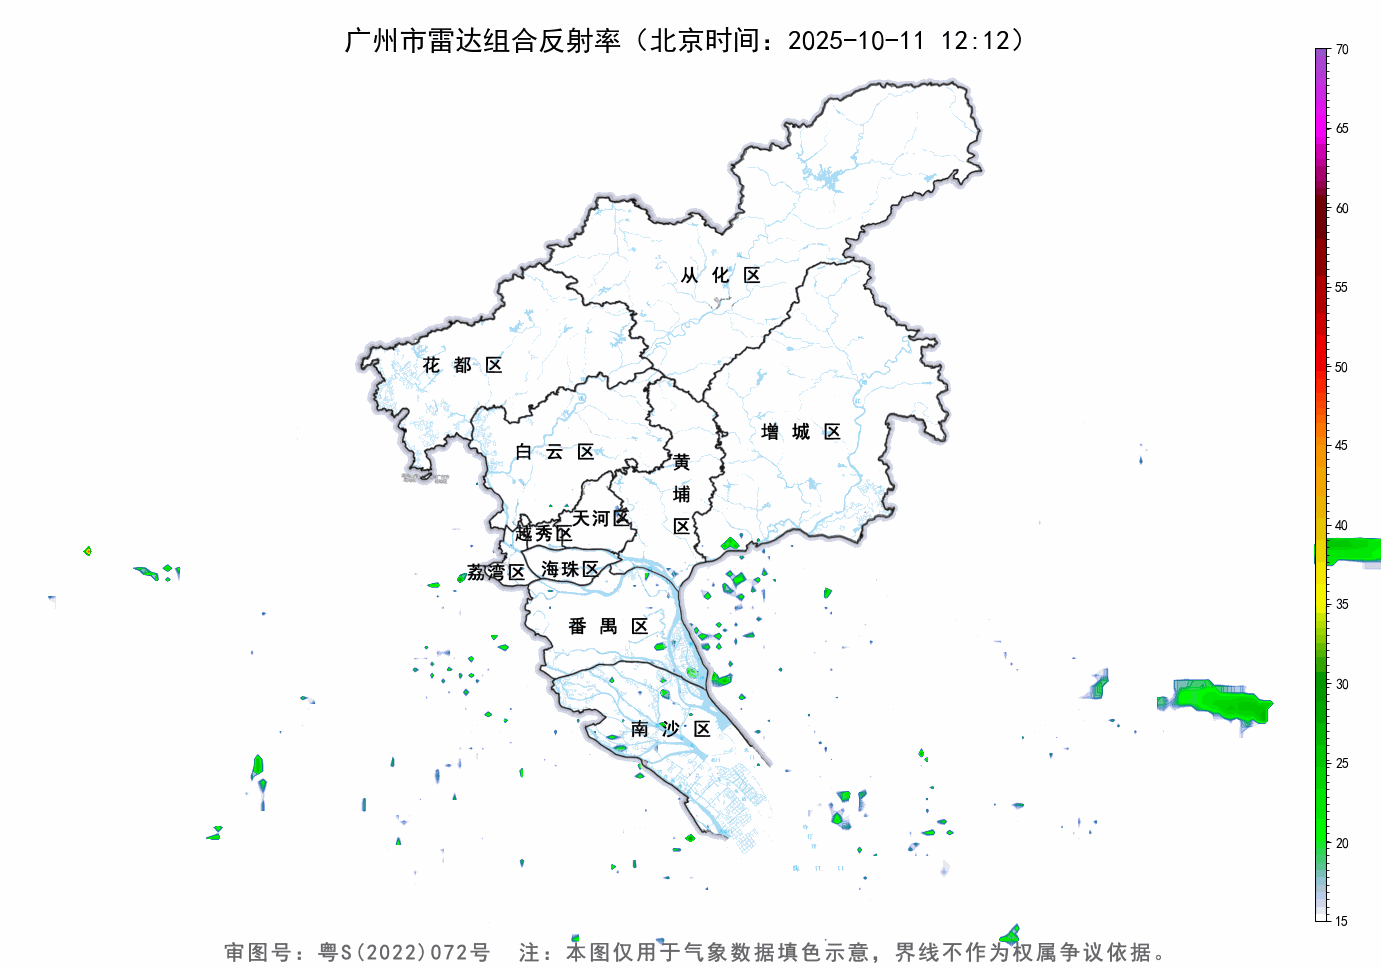 广州市雷达组合反射率（北京时间：2025-10-11 12:12）
70
65
60
55
50
45
40
35
30
25
20
15
从化区
花都区
增城区
白云区
黄埔区
天河区
越秀区
荔湾区
海珠区
番禺区
南沙区
审图号：粤S(2022)072号 注：本图仅用于气象数据填色示意，界线不作为权属争议依据。